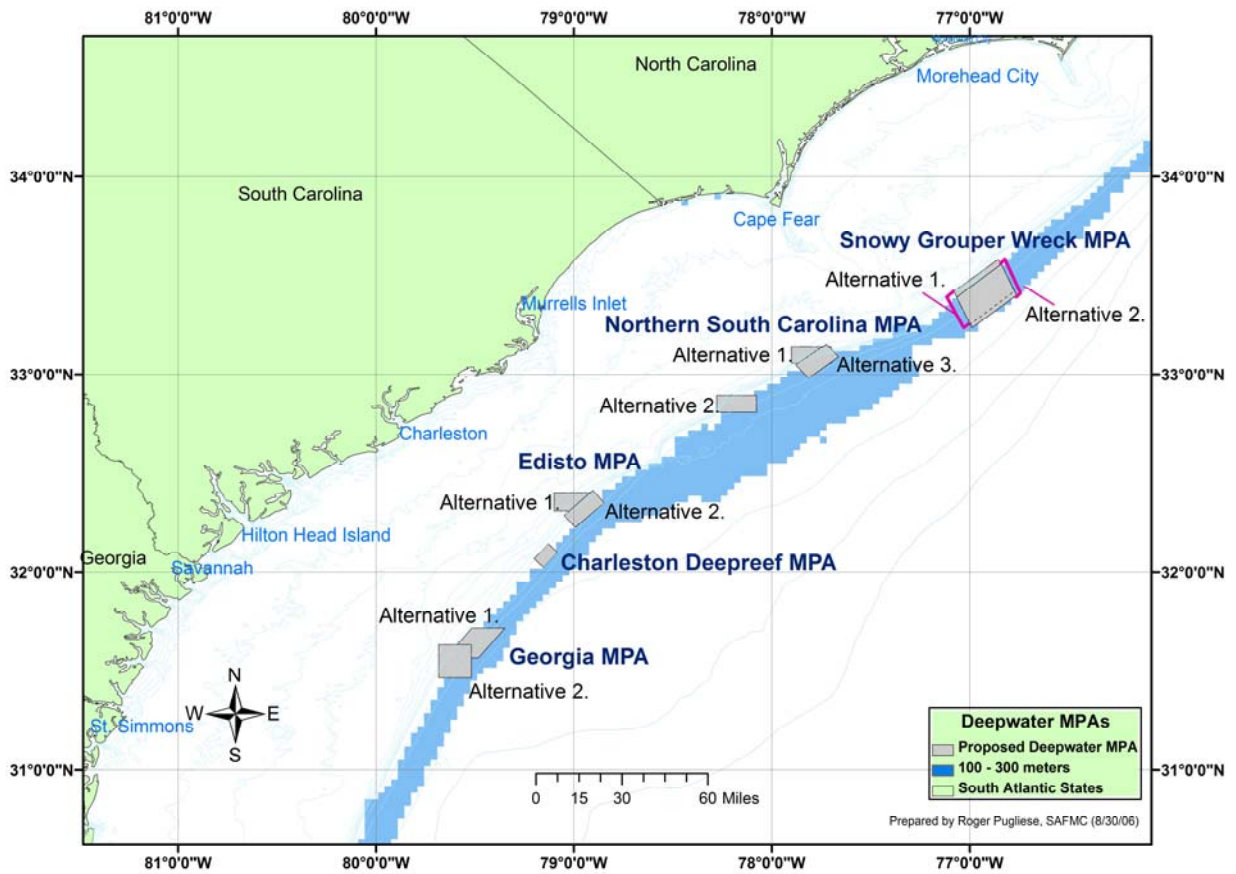 81°0'0"W 80°0'0"W 79°0'0"W 78°0'0"W 77°0'0"W
North Carolina
Morehead City
34°0'0"N 34°0'0"N
South Carolina
Cape Fear
Snowy Grouper Wreck MPA
Alternative 1.
Murrells Inlet
Alternative 2.
Northern South Carolina MPA
Alternative 1.
Alternative 3.
33°0'0"N 33°0'0"N
Alternative 2.
Charleston
Edisto MPA
Alternative 1.
Alternative 2.
Hilton Head Island
Georgia
Charleston Deepreef MPA
Savannah
32°0'0"N 32°0'0"N
Alternative 1.
Georgia MPA
Alternative 2.
N
W E
S
St. Simmons
Deepwater MPAs
Proposed Deepwater MPA
100 - 300 meters
South Atlantic States
31°0'0"N 31°0'0"N
0 15 30 60 Miles
Prepared by Roger Pugliese, SAFMC (8/30/06)
81°0'0"W 80°0'0"W 79°0'0"W 78°0'0"W 77°0'0"W